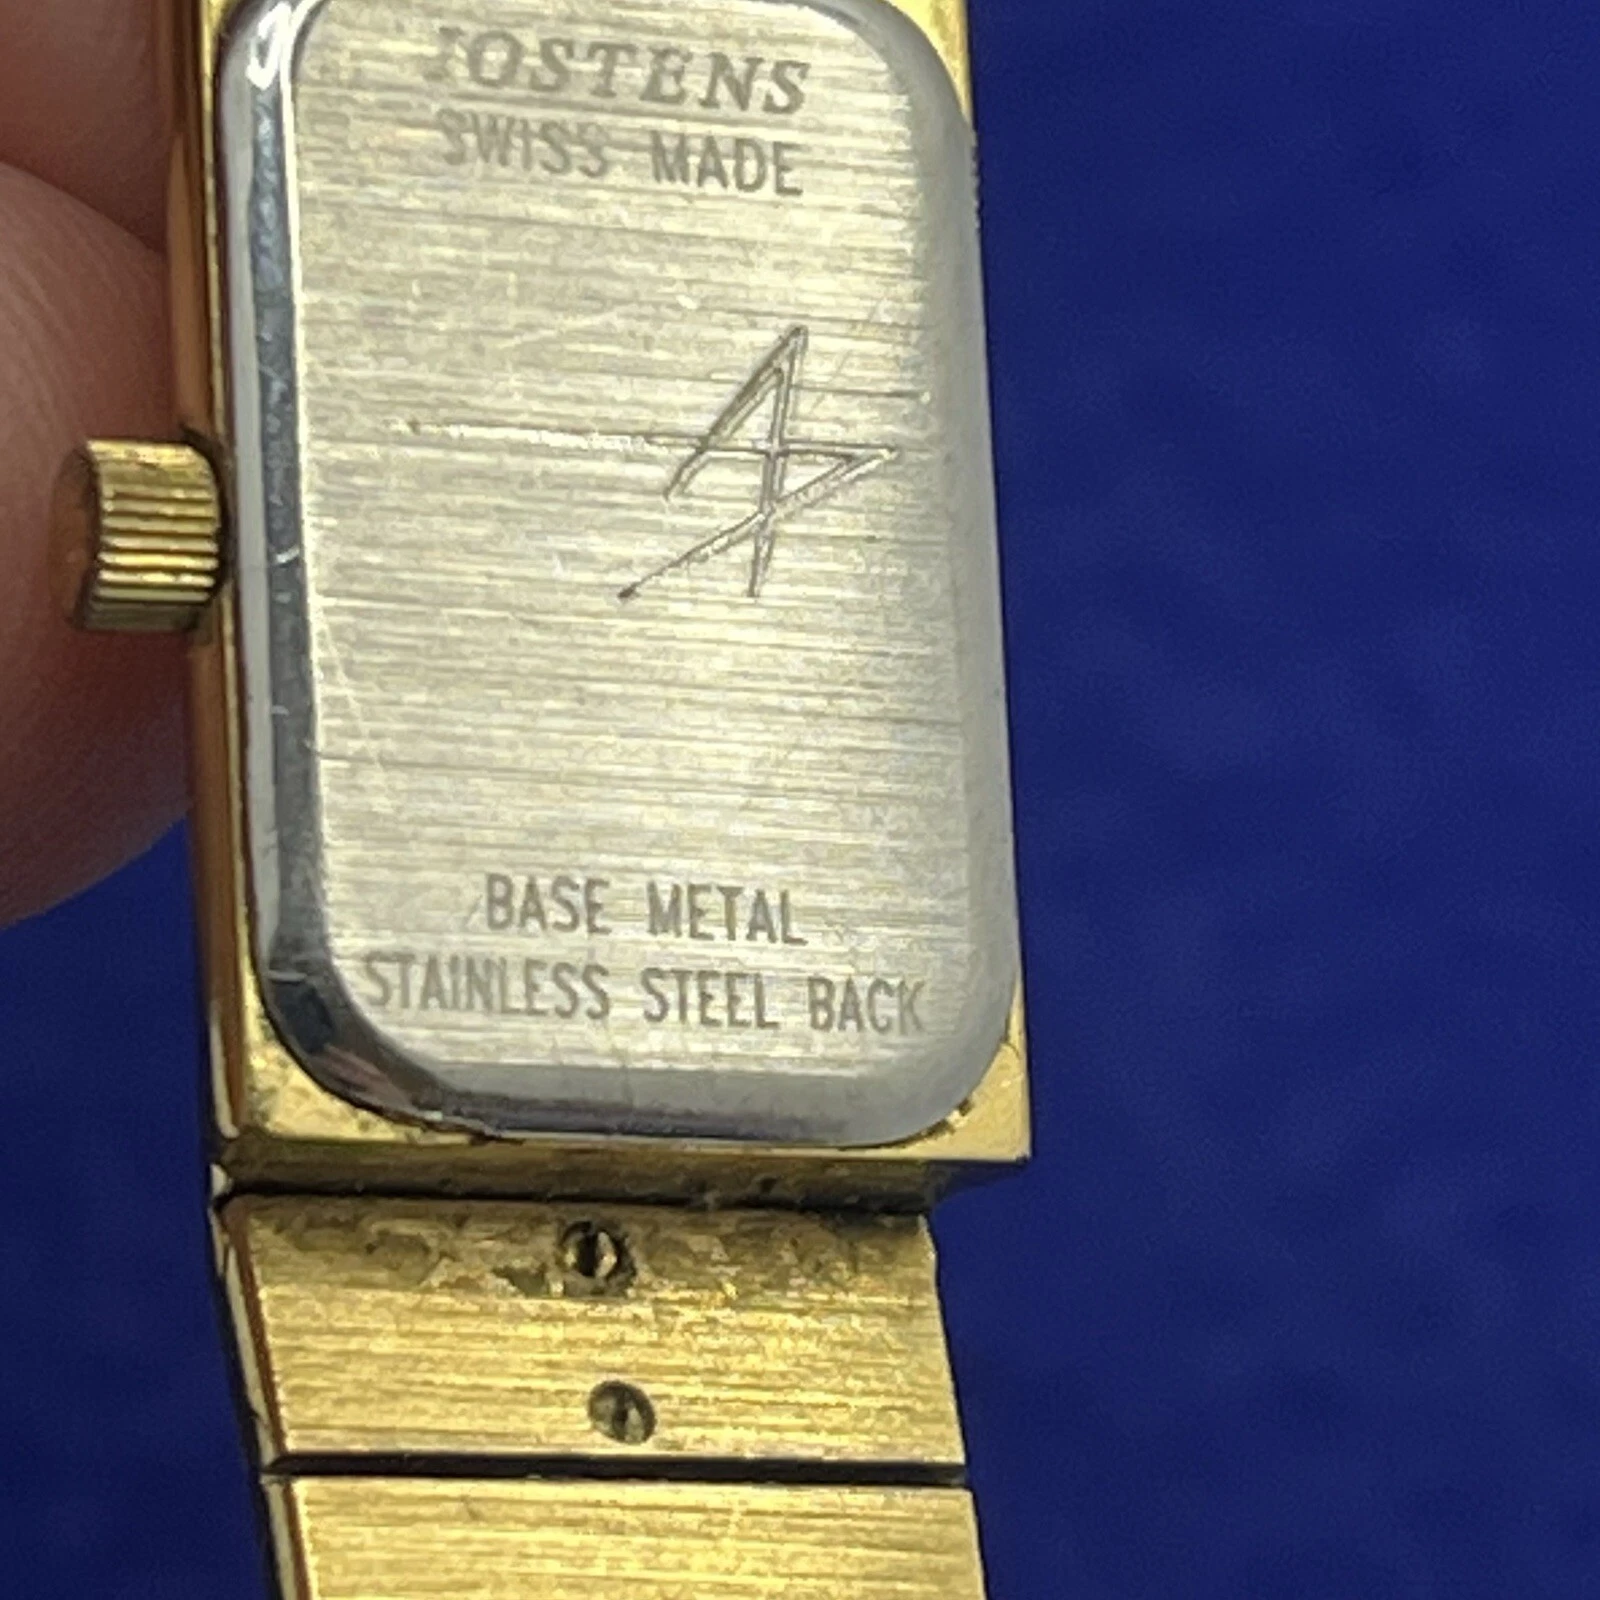 JOSTENS
SWISS MADE
BASE METAL
STAINLESS STEEL BACK